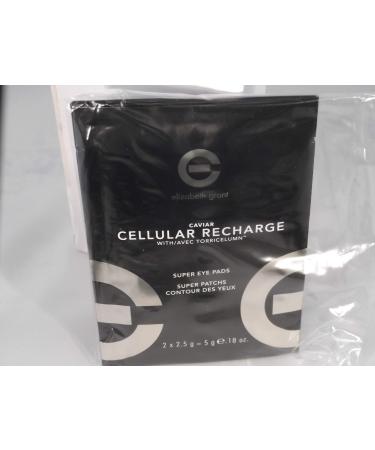 elizabeth grant
CAVIAR
CELLULAR RECHARGE
WITH/AVEC TORRICELUMN™
SUPER EYE PADS
SUPER PATCHS
CONTOUR DES YEUX
2 x 2.5 g = 5 g ℮ .18 oz.